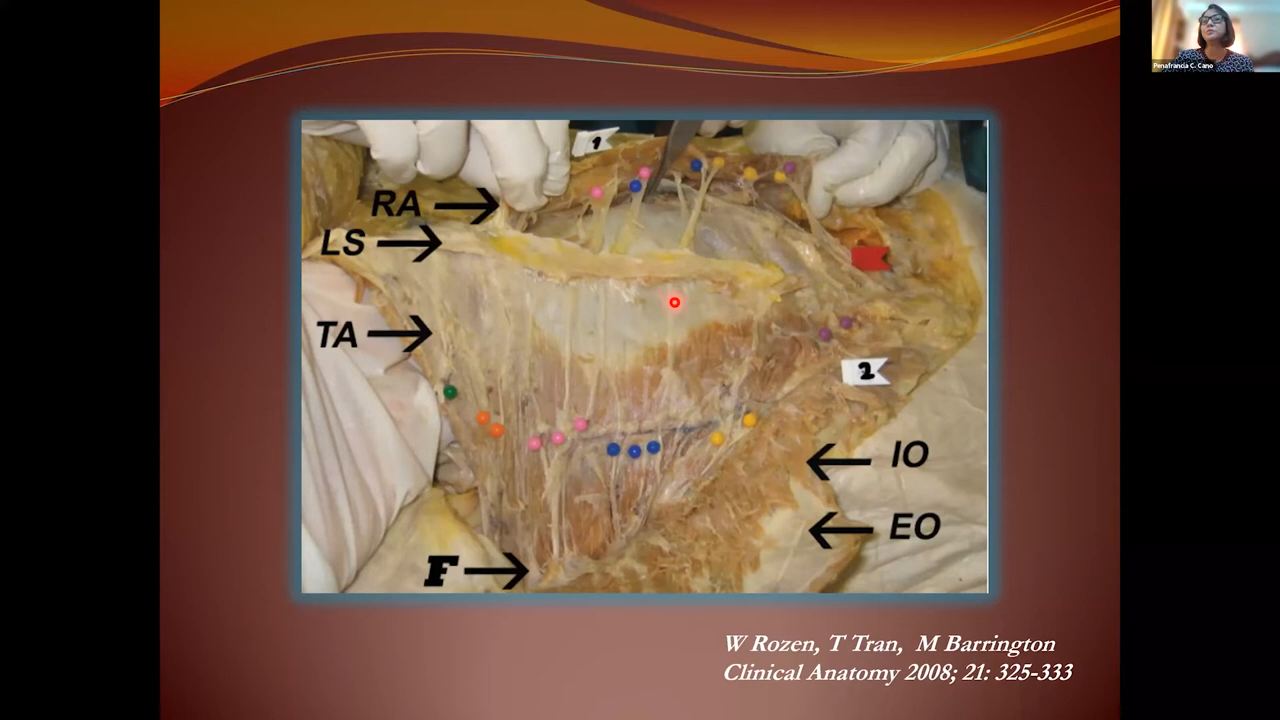 Penafrancia C. Cano
1
RA
LS
TA
2
IO
EO
F
W Rozen, T Tran, M Barrington
Clinical Anatomy 2008; 21: 325-333